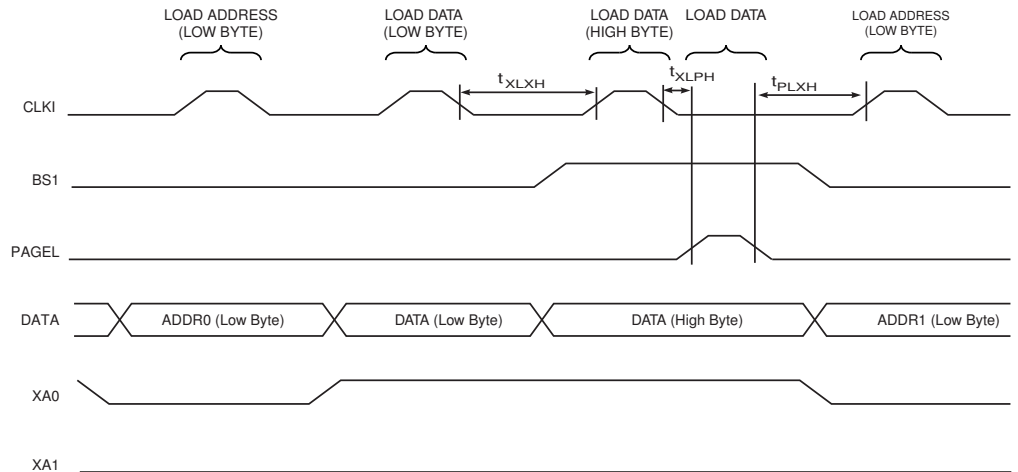 LOAD ADDRESS
(LOW BYTE)
LOAD DATA
(LOW BYTE)
LOAD DATA
(HIGH BYTE)
LOAD DATA
LOAD ADDRESS
(LOW BYTE)
tXLXH
tXLPH
tPLXH
CLKI
BS1
PAGEL
DATA
ADDR0 (Low Byte)
DATA (Low Byte)
DATA (High Byte)
ADDR1 (Low Byte)
XA0
XA1